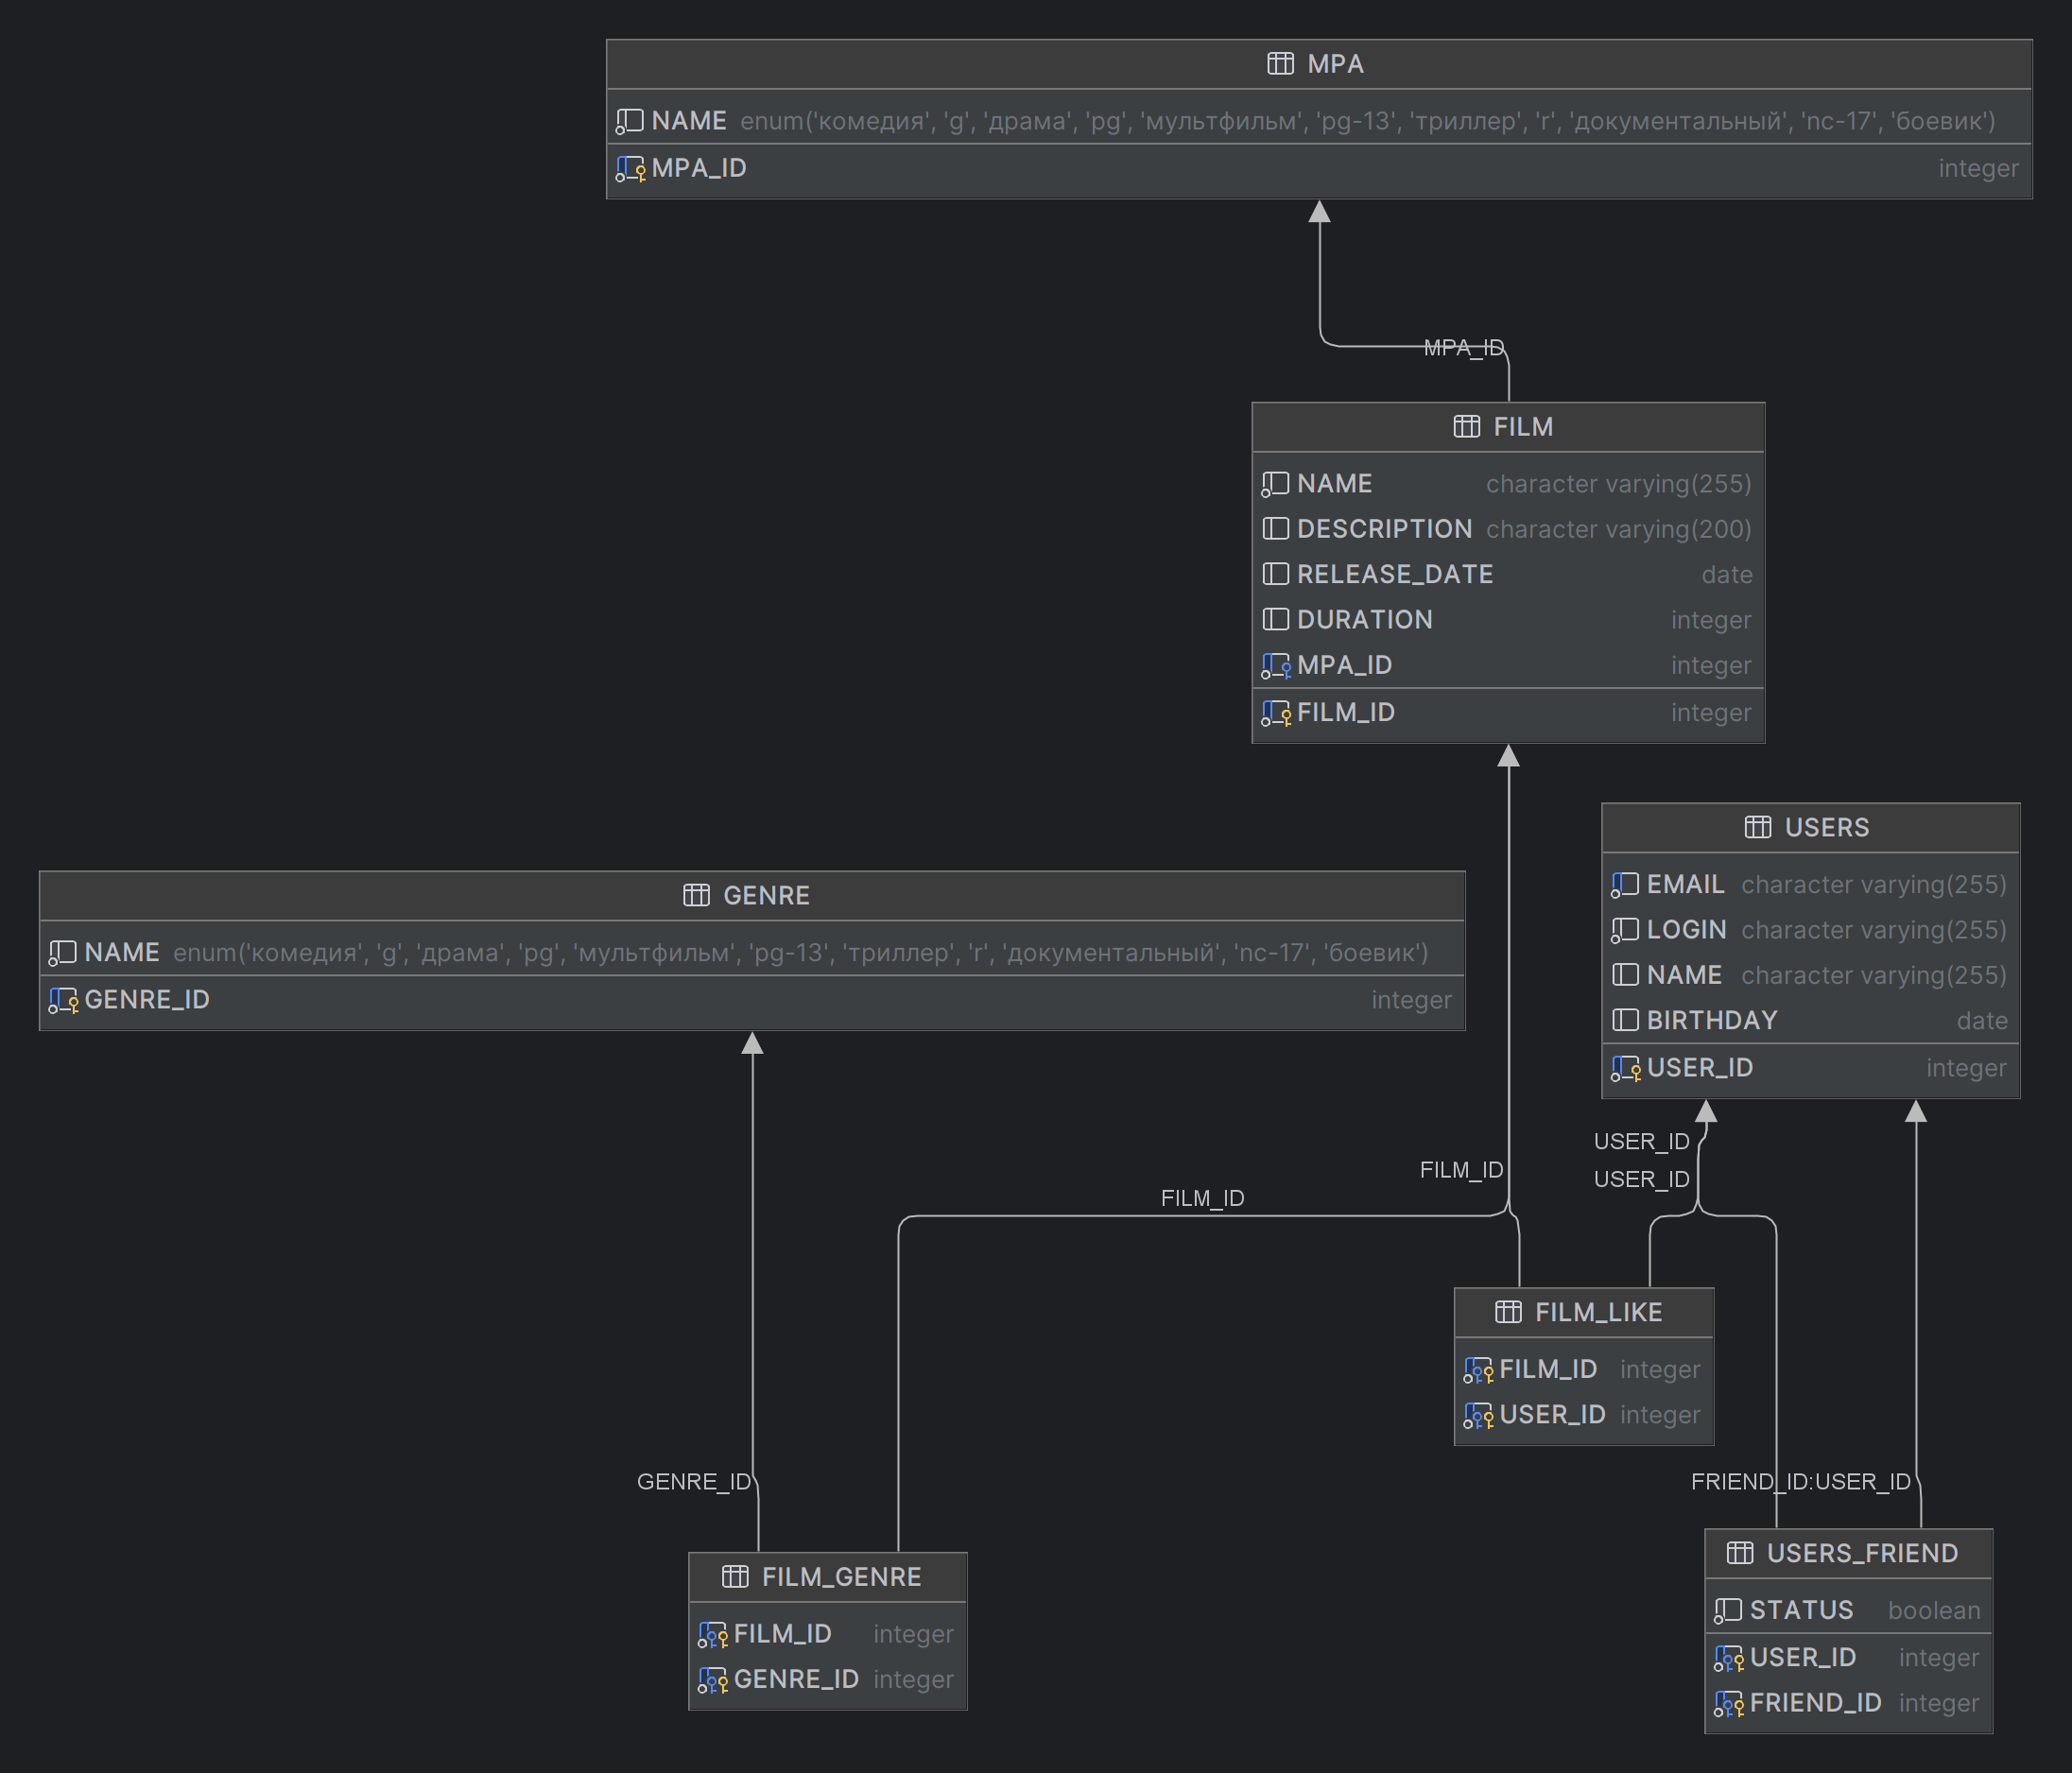 MPA
NAME enum('комедия', 'g', 'драма', 'pg', 'мультфильм', 'pg-13', 'триллер', 'r', 'документальный', 'nc-17', 'боевик')
MPA_ID integer
MPA_ID
FILM
NAME character varying(255)
DESCRIPTION character varying(200)
RELEASE_DATE date
DURATION integer
MPA_ID integer
FILM_ID integer
USERS
EMAIL character varying(255)
LOGIN character varying(255)
NAME character varying(255)
BIRTHDAY date
USER_ID integer
GENRE
NAME enum('комедия', 'g', 'драма', 'pg', 'мультфильм', 'pg-13', 'триллер', 'r', 'документальный', 'nc-17', 'боевик')
GENRE_ID integer
USER_ID
USER_ID
FILM_ID
FILM_ID
FILM_LIKE
FILM_ID integer
USER_ID integer
GENRE_ID
FRIEND_ID:USER_ID
FILM_GENRE
FILM_ID integer
GENRE_ID integer
USERS_FRIEND
STATUS boolean
USER_ID integer
FRIEND_ID integer